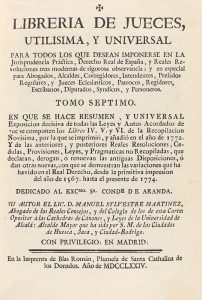 LIBRERIA DE JUECES,
UTILISIMA, Y UNIVERSAL
PARA TODOS LOS QUE DESEAN IMPONERSE EN LA
Jurisprudencia Práctica, Derecho Real de España, y Reales Re-
soluciones mas modernas de rigorosa observancia: y en especial
para Abogados, Alcaldes, Corregidores, Intendentes, Prelados
Regulares, y Jueces Eclesiasticos, Parrocos, Regidores,
Escribanos, Diputados, Syndicos, y Personeros.
TOMO SEPTIMO.
EN QUE SE HACE RESUMEN, Y UNIVERSAL
Exposicion decisiva de todas las Leyes y Autos Acordados de
que se componen los Libros IV. V. y VI. de la Recopilacion
Novisima, por la que se imprimió, y añadió en el año de 1772.
Y de las anteriores, y posteriores Reales Resoluciones, Ce-
dulas, Provisiones, Leyes, y Pragmaticas no Recopiladas, que
declaran, derogan, ó renuevan las antiguas Disposiciones, ó
dan otras nuevas, con que se demuestran las variaciones que ha
havido en el Real Derecho, desde la primitiva impresion
del año de 1567. hasta el presente de 1774.
DEDICADO AL EXCMO. Sr. CONDE DE ARANDA.
SU AUTOR EL LIC. D. MANUEL SYLVESTRE MARTINEZ,
Abogado de los Reales Consejos, y del Colegio de los de esta Corte
Opositor a las Cathedras de Cánones, y Leyes de la Universidad de
Alcalá: Alcalde Mayor que ha sido por S. M. de las Ciudades
de Huesca, Jaca, y Ciudad-Rodrigo.
CON PRIVILEGIO: EN MADRID:
En la Imprenta de Blas Román, Plazuela de Santa Cathalina
de los Donados. Año de MDCCLXXIV.